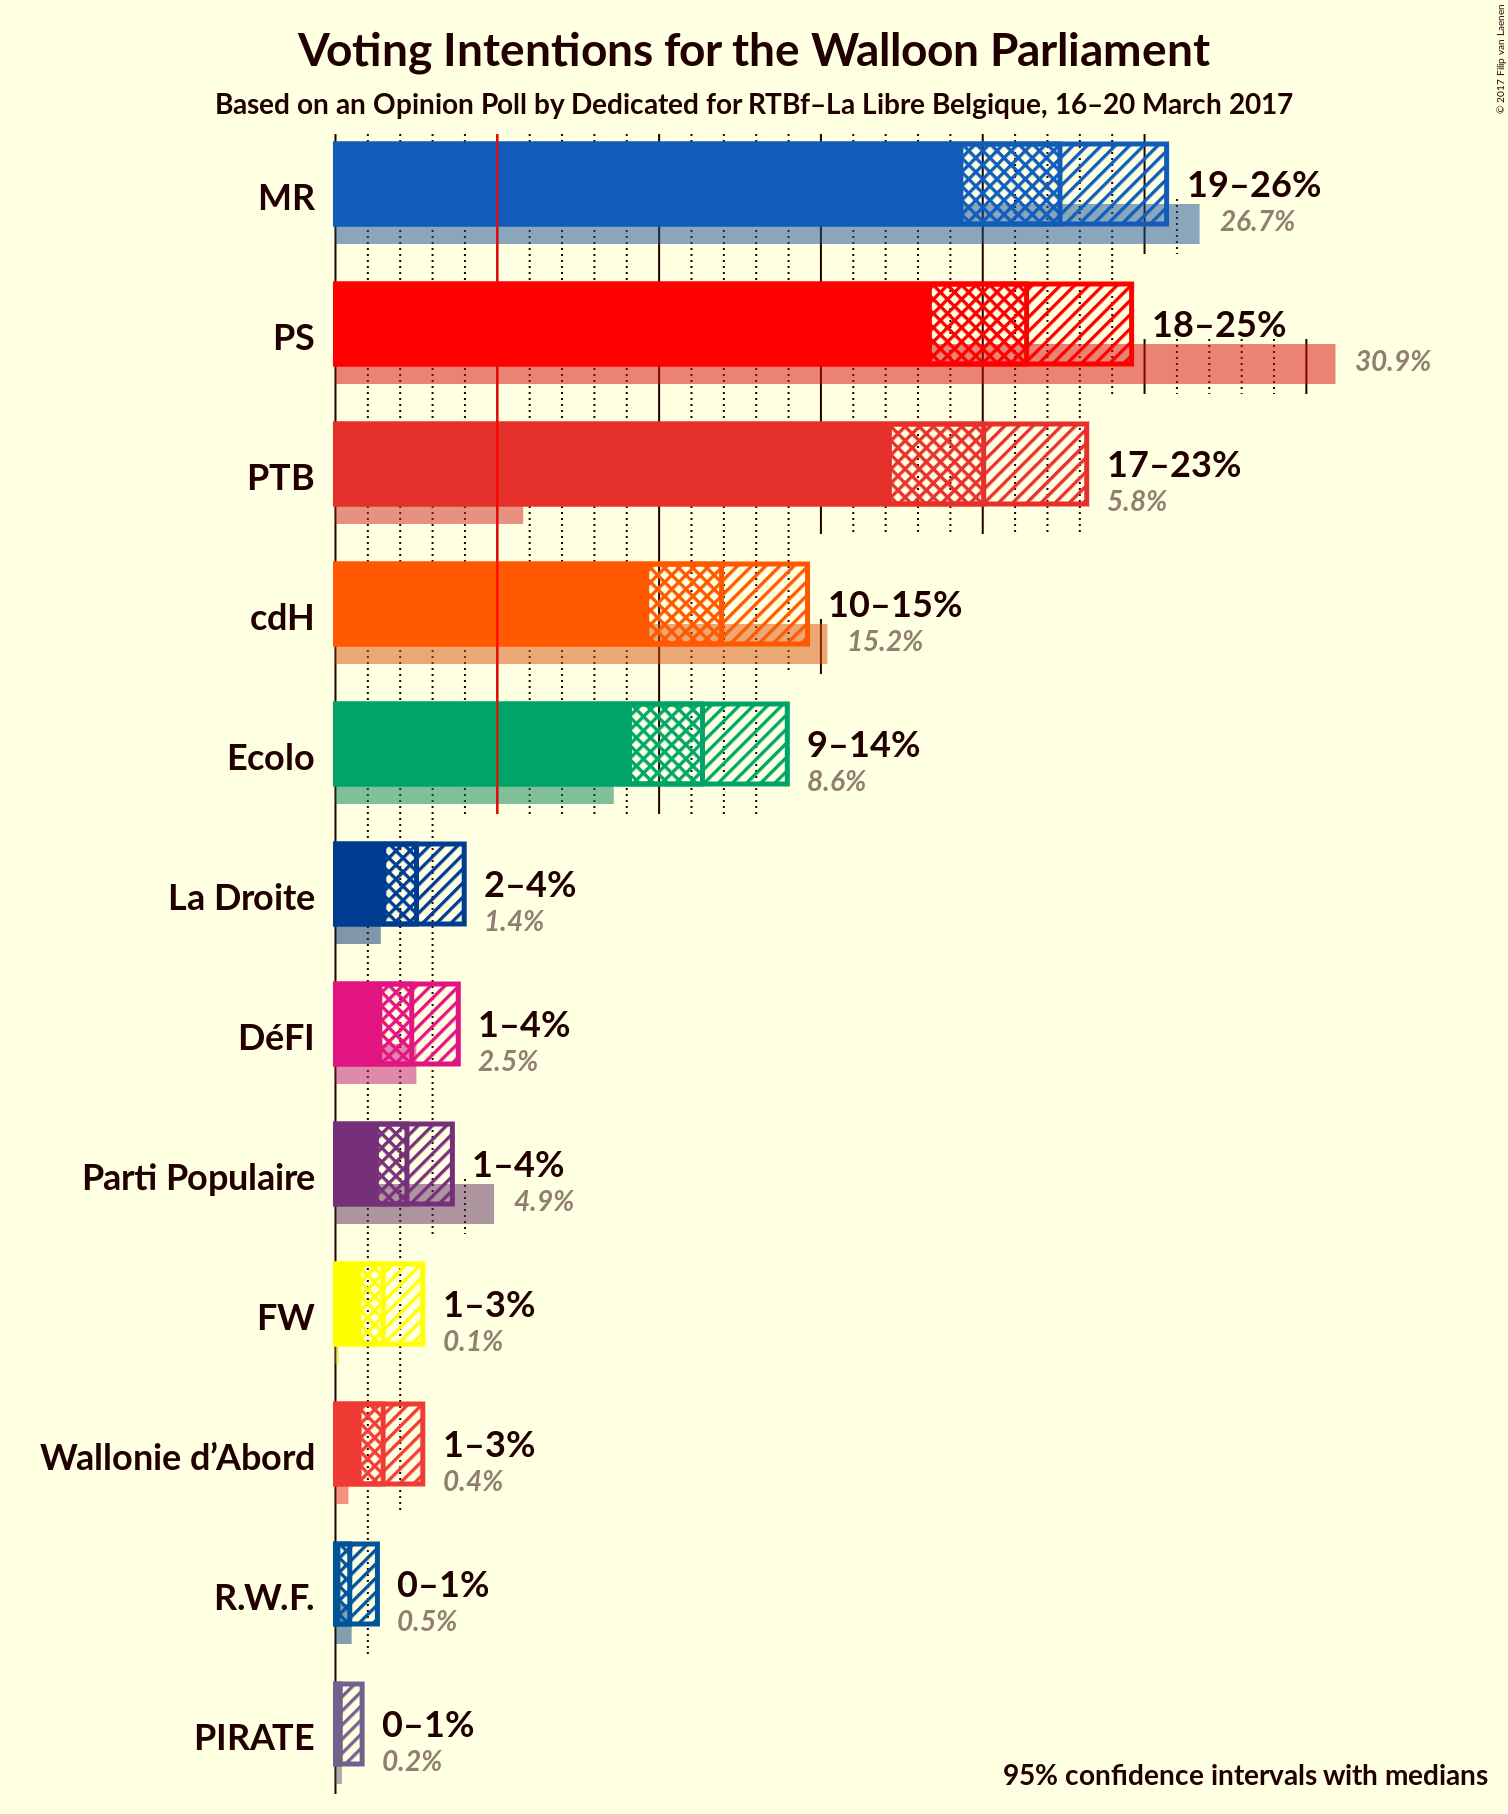 Voting Intentions for the Walloon Parliament
Based on an Opinion Poll by Dedicated for RTBf–La Libre Belgique, 16–20 March 2017
© 2017 Filip van Laenen
MR
19–26%
26.7%
PS
18–25%
30.9%
PTB
17–23%
5.8%
cdH
10–15%
15.2%
Ecolo
9–14%
8.6%
La Droite
2–4%
1.4%
DéFI
1–4%
2.5%
Parti Populaire
1–4%
4.9%
FW
1–3%
0.1%
Wallonie d’Abord
1–3%
0.4%
R.W.F.
0–1%
0.5%
PIRATE
0–1%
0.2%
95% confidence intervals with medians